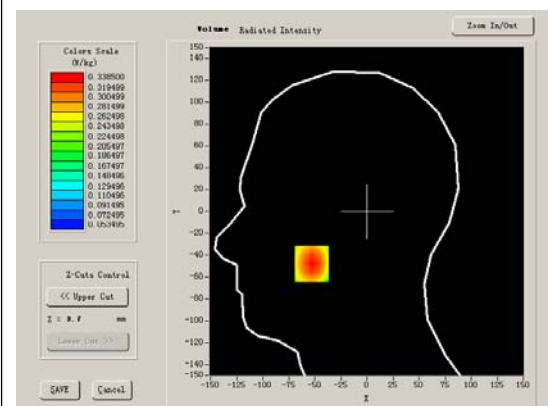 Volume Radiated Intensity
Zoom In/Out
Colors Scale
(W/kg)
0.338500
0.319499
0.300499
0.281499
0.262498
0.243498
0.224498
0.205497
0.186497
0.167497
0.148496
0.129496
0.110496
0.091495
0.072495
0.053495
Z-Cuts Control
<< Upper Cut
mm
Lower Cut >>
SAVE
Cancel
150
140
120
100
80
60
40
20
0
-20
-40
-60
-80
-100
-120
-140
-150
Y
-150 -125 -100 -75 -50 -25 0 25 50 75 100 125 150
X